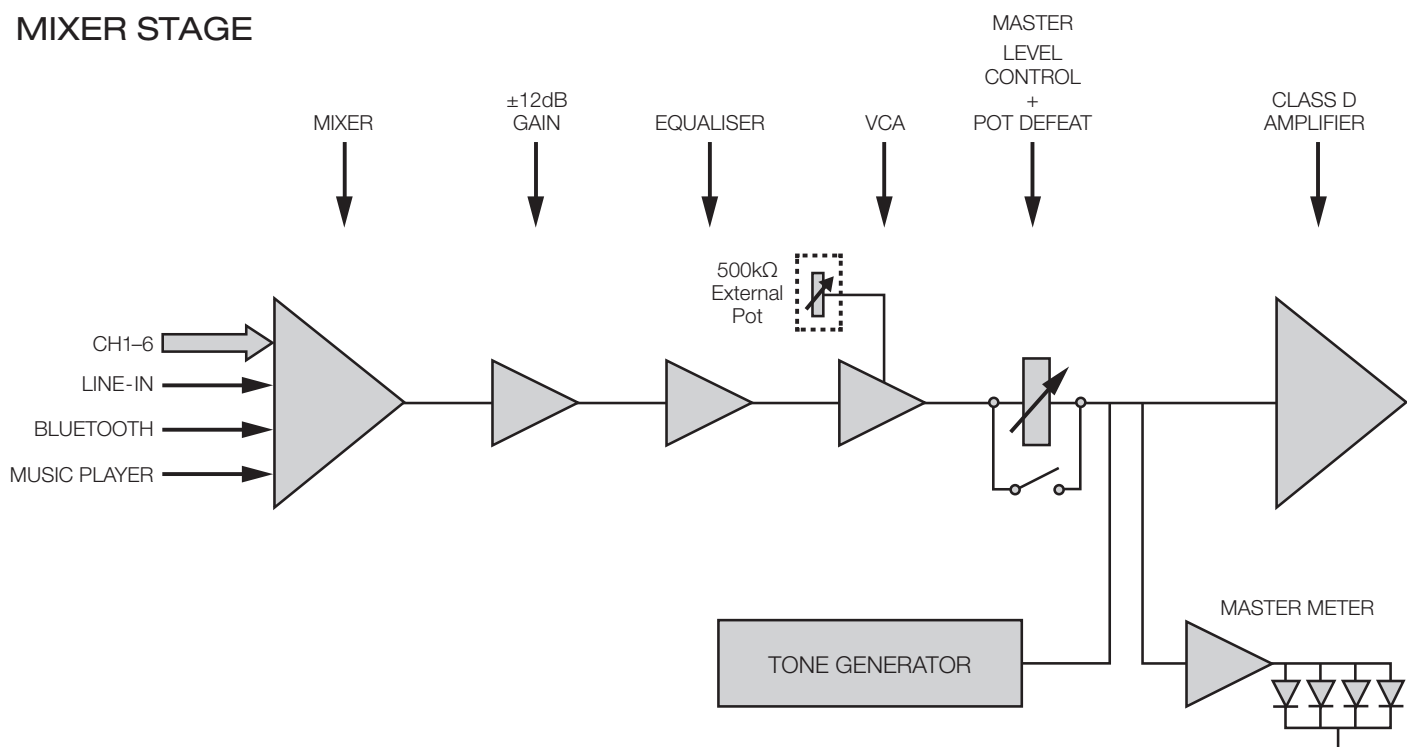 MIXER STAGE
MIXER
±12dB
GAIN
EQUALISER
VCA
MASTER
LEVEL
CONTROL
+
POT DEFEAT
CLASS D
AMPLIFIER
500kΩ
External
Pot
CH1–6
LINE-IN
BLUETOOTH
MUSIC PLAYER
TONE GENERATOR
MASTER METER